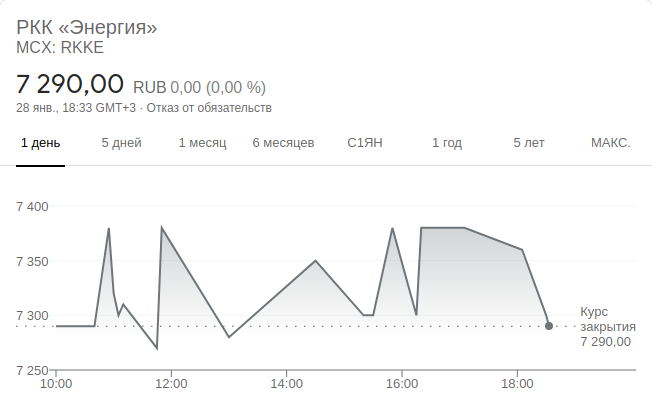 РКК «Энергия»
MCX: RKKE
7 290,00 RUB 0,00 (0,00 %)
28 янв., 18:33 GMT+3 · Отказ от обязательств
1 день 5 дней 1 месяц 6 месяцев С1ЯН 1 год 5 лет МАКС.
7 400
7 350
7 300
7 250
Курс
закрытия
7 290,00
10:00 12:00 14:00 16:00 18:00